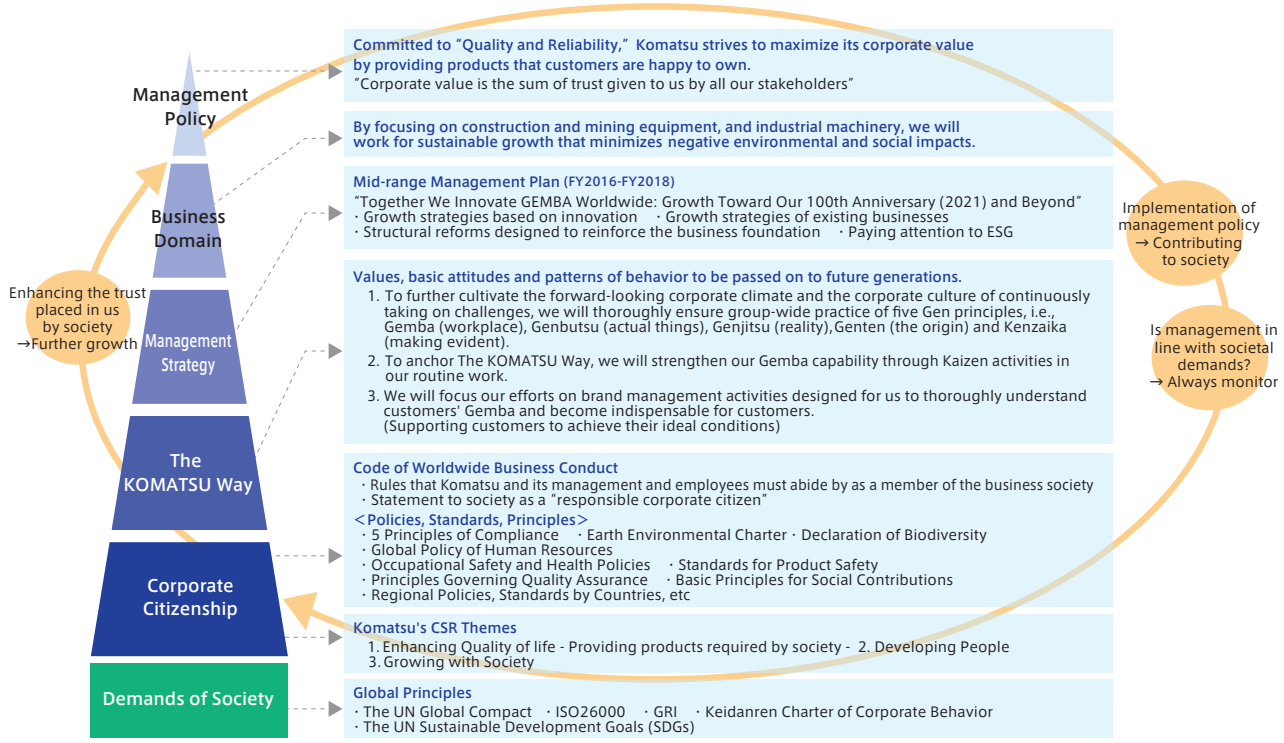 Management
Policy
Business
Domain
Management
Strategy
The
KOMATSU Way
Corporate
Citizenship
Demands of Society
Enhancing the trust
placed in us
by society
→Further growth
Committed to “Quality and Reliability,” Komatsu strives to maximize its corporate value
by providing products that customers are happy to own.
“Corporate value is the sum of trust given to us by all our stakeholders”
By focusing on construction and mining equipment, and industrial machinery, we will
work for sustainable growth that minimizes negative environmental and social impacts.
Mid-range Management Plan (FY2016-FY2018)
"Together We Innovate GEMBA Worldwide: Growth Toward Our 100th Anniversary (2021) and Beyond”
· Growth strategies based on innovation · Growth strategies of existing businesses
· Structural reforms designed to reinforce the business foundation · Paying attention to ESG
Values, basic attitudes and patterns of behavior to be passed on to future generations.
1. To further cultivate the forward-looking corporate climate and the corporate culture of continuously
taking on challenges, we will thoroughly ensure group-wide practice of five Gen principles, i.e.,
Gemba (workplace), Genbutsu (actual things), Genjitsu (reality),Genten (the origin) and Kenzaika
(making evident).
2. To anchor The KOMATSU Way, we will strengthen our Gemba capability through Kaizen activities in
our routine work.
3. We will focus our efforts on brand management activities designed for us to thoroughly understand
customers' Gemba and become indispensable for customers.
(Supporting customers to achieve their ideal conditions)
Code of Worldwide Business Conduct
· Rules that Komatsu and its management and employees must abide by as a member of the business society
· Statement to society as a “responsible corporate citizen”
<Policies, Standards, Principles>
· 5 Principles of Compliance · Earth Environmental Charter · Declaration of Biodiversity
· Global Policy of Human Resources
· Occupational Safety and Health Policies · Standards for Product Safety
· Principles Governing Quality Assurance · Basic Principles for Social Contributions
· Regional Policies, Standards by Countries, etc
Komatsu's CSR Themes
1. Enhancing Quality of life - Providing products required by society - 2. Developing People
3. Growing with Society
Global Principles
· The UN Global Compact · ISO26000 · GRI · Keidanren Charter of Corporate Behavior
· The UN Sustainable Development Goals (SDGs)
Implementation of
management policy
→ Contributing
to society
Is management in
line with societal
demands?
→ Always monitor